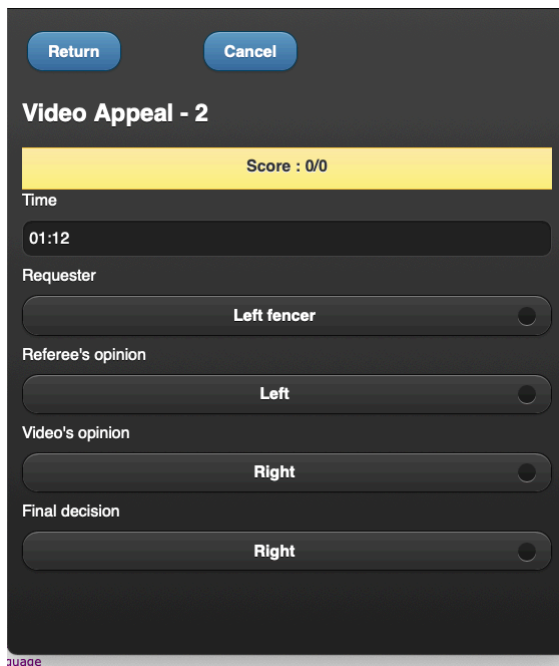 Return Cancel
Video Appeal - 2
Score : 0/0
Time
01:12
Requester
Left fencer
Referee's opinion
Left
Video's opinion
Right
Final decision
Right
guage